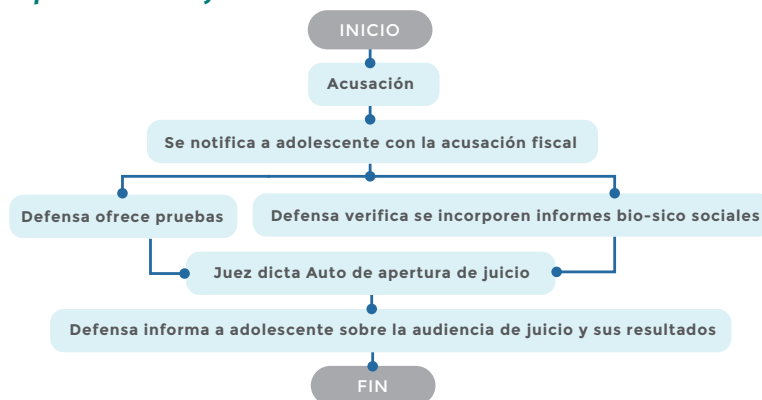 INICIO
Acusación
Se notifica a adolescente con la acusación fiscal
Defensa ofrece pruebas
Defensa verifica se incorporen informes bio-sico sociales
Juez dicta Auto de apertura de juicio
Defensa informa a adolescente sobre la audiencia de juicio y sus resultados
FIN